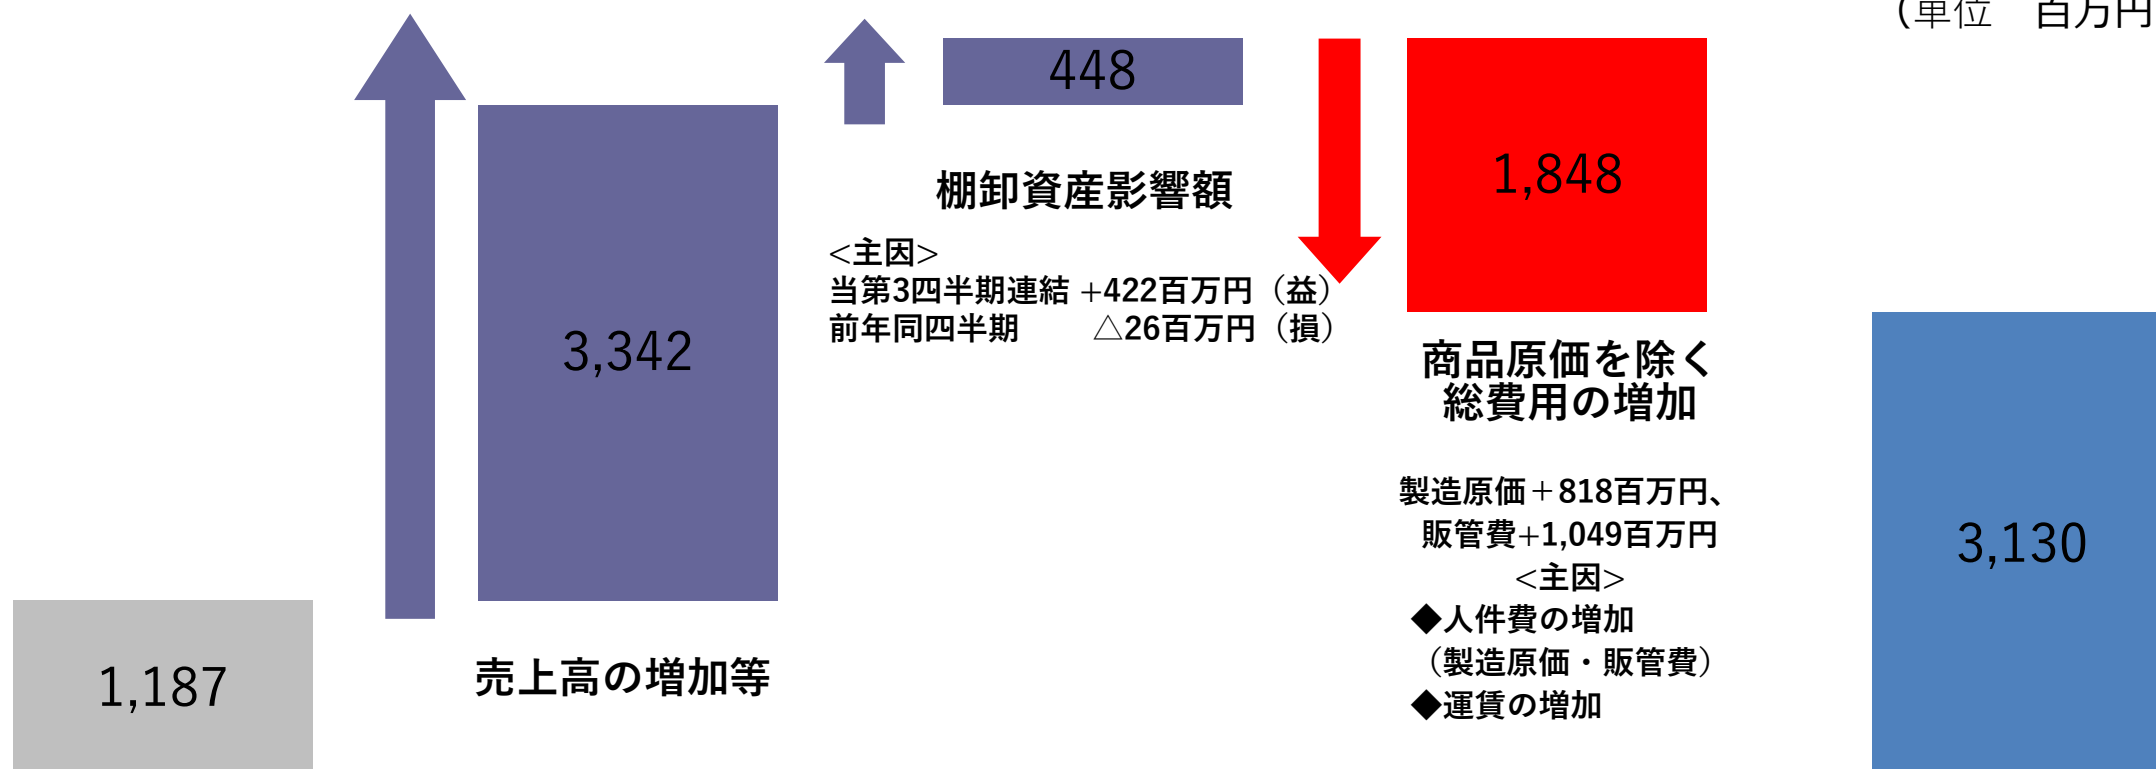 （単位　百万円
448
1,848
棚卸資産影響額
<主因>
当第3四半期連結 +422百万円（益）
前年同四半期　　△26百万円（損）
3,342
商品原価を除く
総費用の増加
製造原価＋818百万円、
販管費+1,049百万円
<主因>
◆人件費の増加
（製造原価・販管費）
◆運賃の増加
3,130
1,187
売上高の増加等